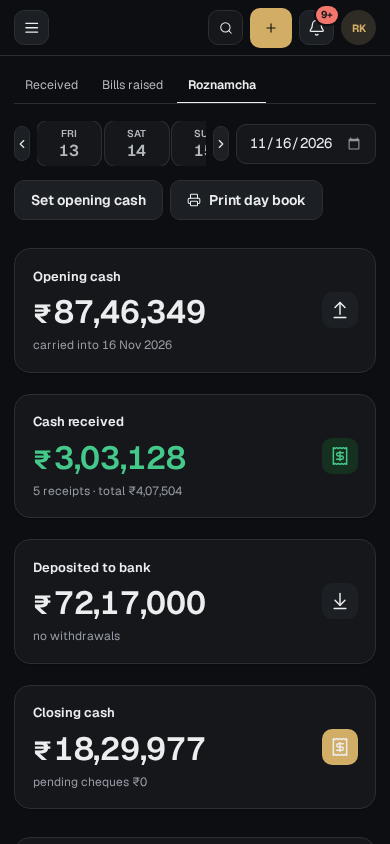 9+
RK
Received Bills raised Roznamcha
FRI SAT
13 14 11/16/2026
Set opening cash Print day book
Opening cash
₹87,46,349
carried into 16 Nov 2026
Cash received
₹3,03,128
5 receipts · total ₹4,07,504
Deposited to bank
₹72,17,000
no withdrawals
Closing cash
₹18,29,977
pending cheques ₹0